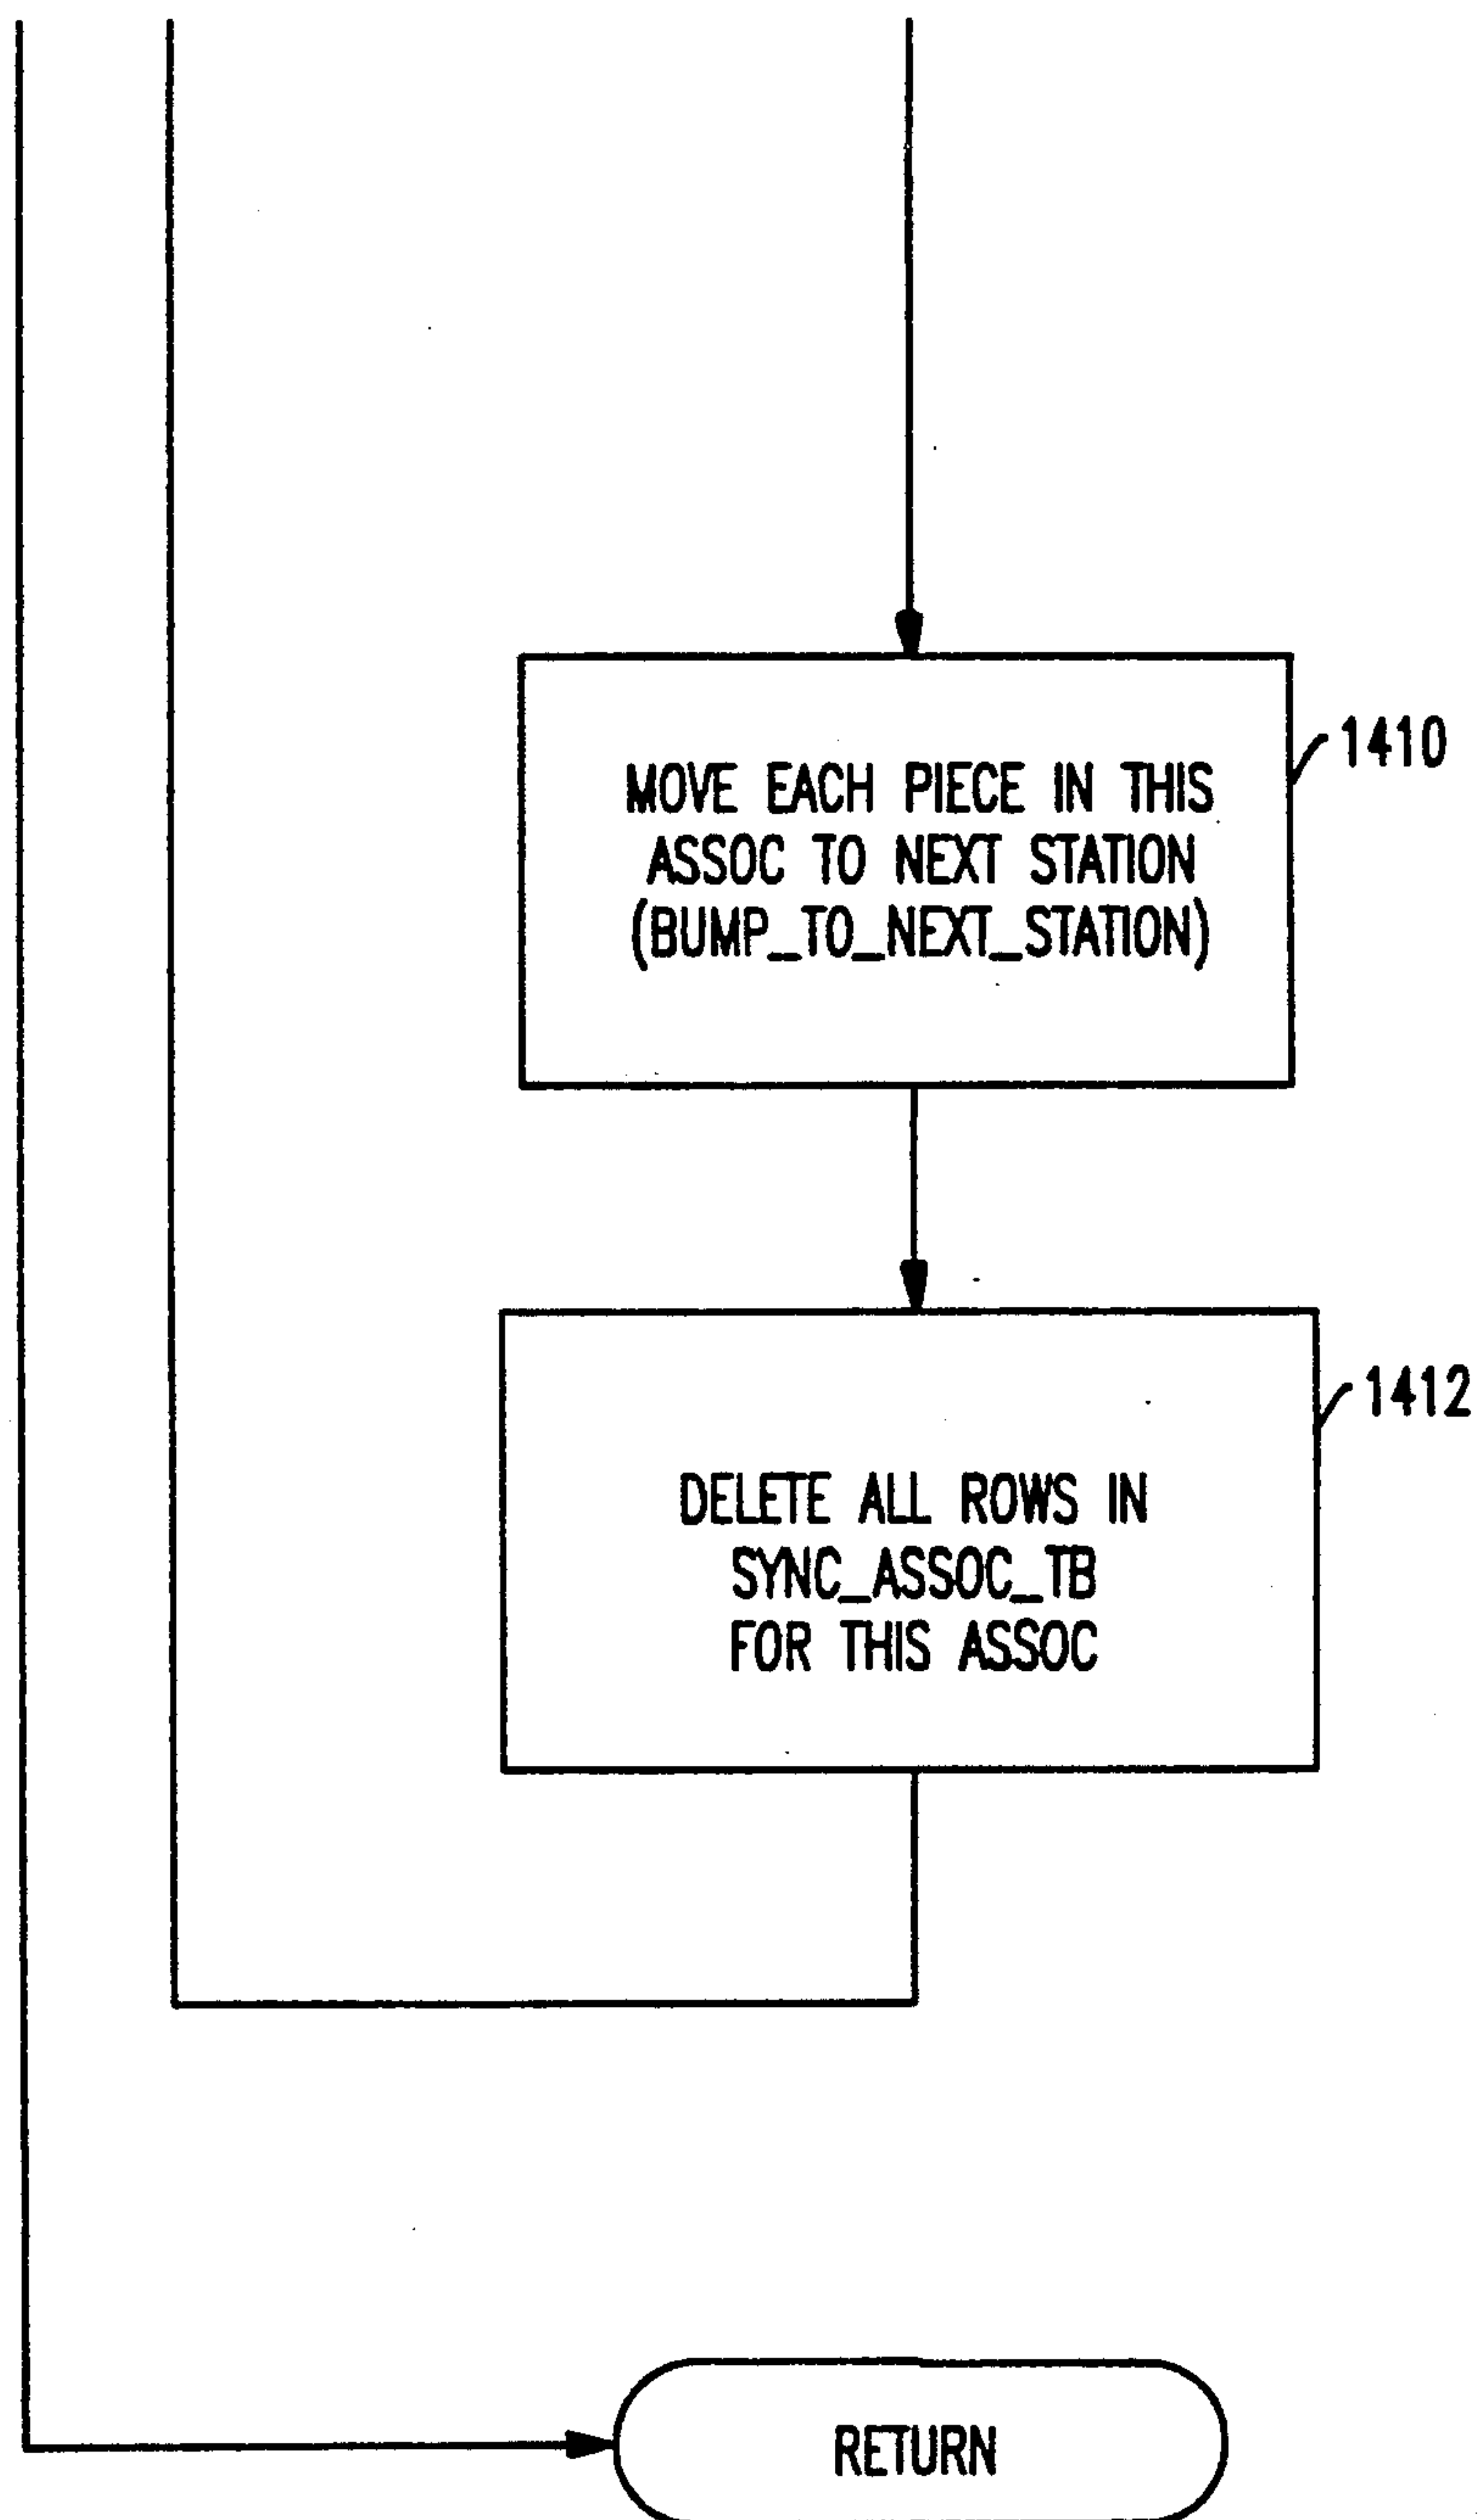 1410
MOVE EACH PIECE IN THIS
ASSOC TO NEXT STATION
(BUMP_TO_NEXT_STATION)
1412
DELETE ALL ROWS IN
SYNC_ASSOC_TB
FOR THIS ASSOC
RETURN